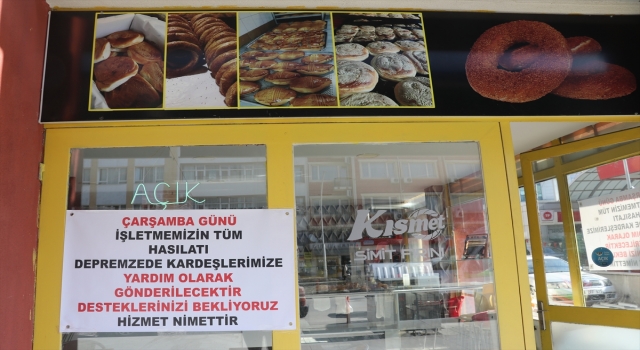 AÇIK
ÇARŞAMBA GÜNÜ
İŞLETMEMİZİN TÜM
HASILATI
DEPREMZEDE KARDEŞLERİMİZE
YARDIM OLARAK
GÖNDERİLECEKTİR
DESTEKLERİNİZİ BEKLİYORUZ
HİZMET NİMETTİR
Kısmet
SİMİT